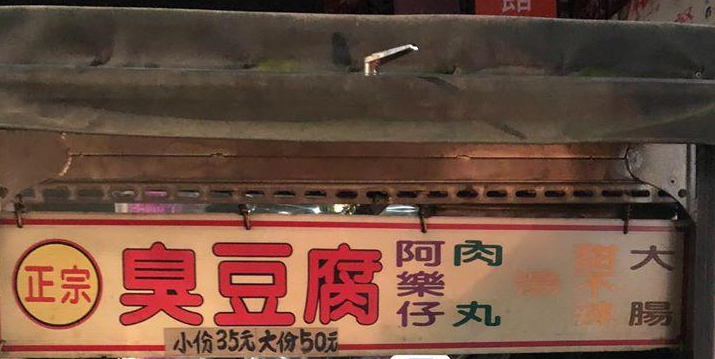 正宗
臭豆腐
阿樂仔
肉丸
甜不辣
大腸
小份35元大份50元